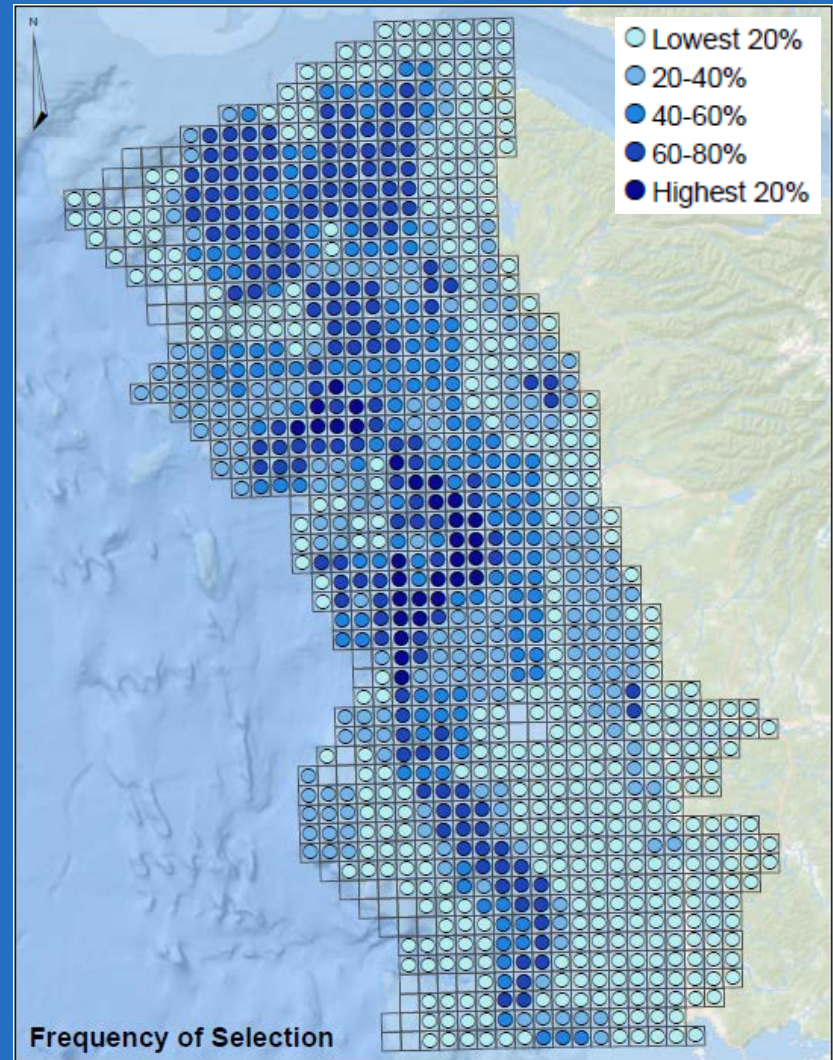 N
Lowest 20%
20-40%
40-60%
60-80%
Highest 20%
Frequency of Selection